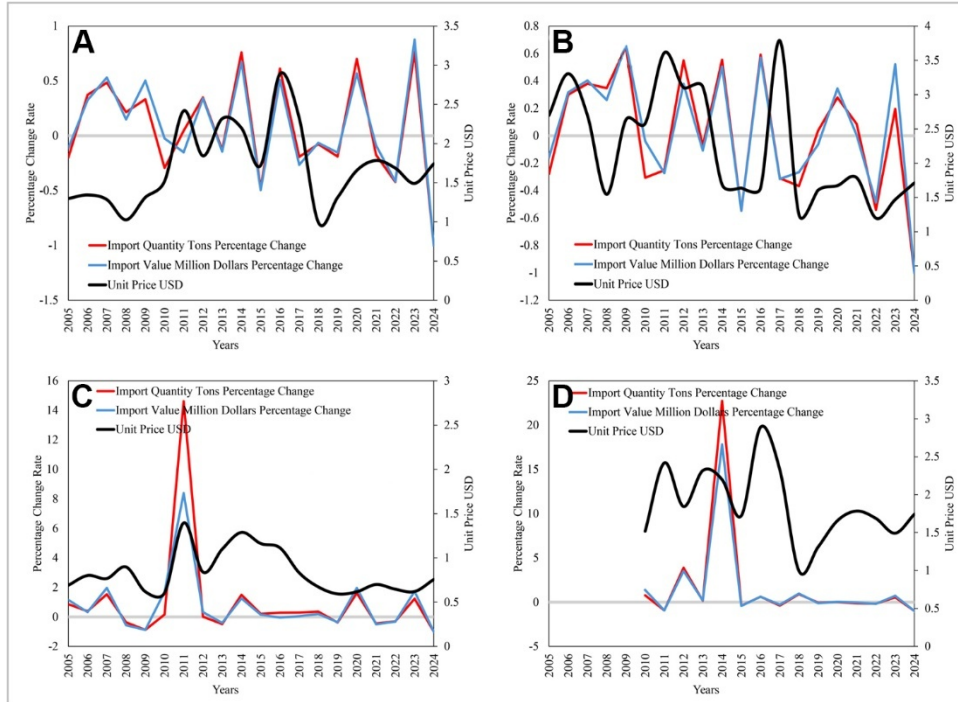 A
1
0.5
0
-0.5
-1
-1.5
Percentage Change Rate
3.5
3
2.5
2
1.5
1
0.5
0
Unit Price USD
Import Quantity Tons Percentage Change
Import Value Million Dollars Percentage Change
Unit Price USD
2005 2006 2007 2008 2009 2010 2011 2012 2013 2014 2015 2016 2017 2018 2019 2020 2021 2022 2023 2024
Years
B
0.8
0.6
0.4
0.2
0
-0.2
-0.4
-0.6
-0.8
-1
-1.2
Percentage Change Rate
4
3.5
3
2.5
2
1.5
1
0.5
0
Unit Price USD
Import Quantity Tons Percentage Change
Import Value Million Dollars Percentage Change
Unit Price USD
2005 2006 2007 2008 2009 2010 2011 2012 2013 2014 2015 2016 2017 2018 2019 2020 2021 2022 2023 2024
Years
C
16
14
12
10
8
6
4
2
0
-2
Percentage Change Rate
3
2.5
2
1.5
1
0.5
0
Unit Price USD
Import Quantity Tons Percentage Change
Import Value Million Dollars Percentage Change
Unit Price USD
2005 2006 2007 2008 2009 2010 2011 2012 2013 2014 2015 2016 2017 2018 2019 2020 2021 2022 2023 2024
Years
D
25
20
15
10
5
0
-5
Percentage Change Rate
3.5
3
2.5
2
1.5
1
0.5
0
Unit Price USD
Import Quantity Tons Percentage Change
Import Value Million Dollars Percentage Change
Unit Price USD
2005 2006 2007 2008 2009 2010 2011 2012 2013 2014 2015 2016 2017 2018 2019 2020 2021 2022 2023 2024
Years